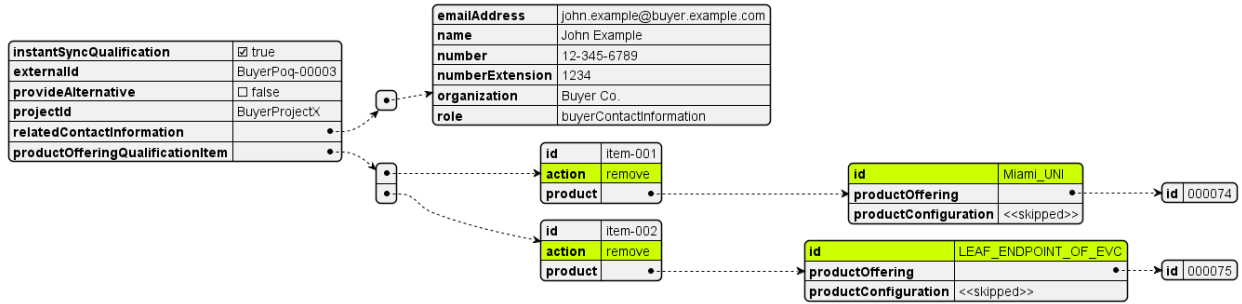 instantSyncQualification ☑ true
externalId BuyerPoq-00003
provideAlternative ☐ false
projectId BuyerProjectX
relatedContactInformation
productOfferingQualificationItem
emailAddress john.example@buyer.example.com
name John Example
number 12-345-6789
numberExtension 1234
organization Buyer Co.
role buyerContactInformation
id item-001
action remove
product
id Miami_UNI
productOffering
productConfiguration <<skipped>>
id 000074
id item-002
action remove
product
id LEAF_ENDPOINT_OF_EVC
productOffering
productConfiguration <<skipped>>
id 000075